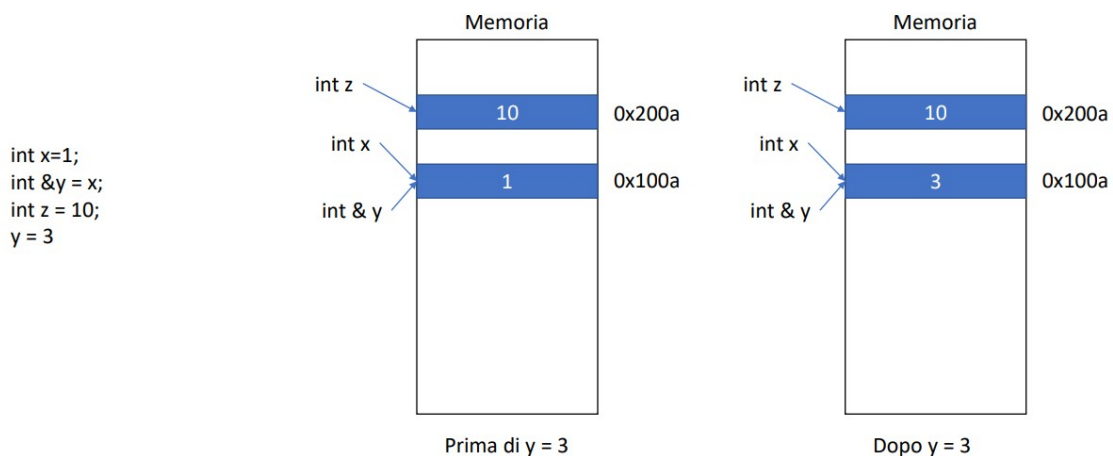 int x=1;
int &y = x;
int z = 10;
y = 3
Memoria
int z
10
0x200a
int x
1
0x100a
int & y
Prima di y = 3
Memoria
int z
10
0x200a
int x
3
0x100a
int & y
Dopo y = 3